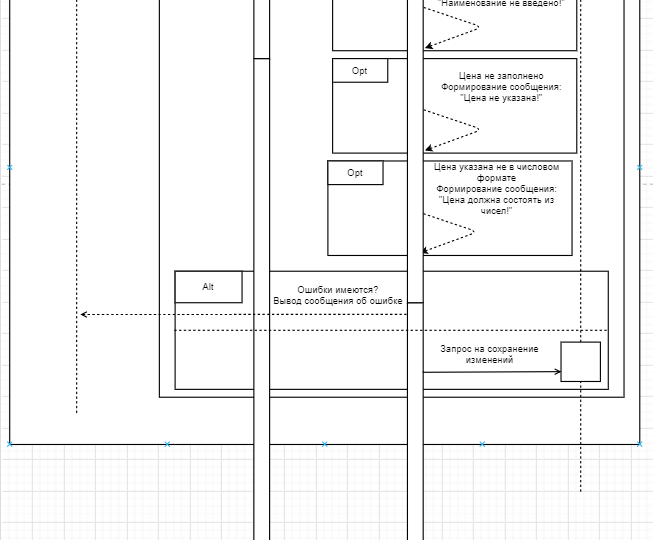 "Наименование не введено!"
Opt
Цена не заполнено
Формирование сообщения:
"Цена не указана!"
Opt
Цена указана не в числовом
формате
Формирование сообщения:
"Цена должна состоять из
чисел!"
Alt
Ошибки имеются?
Вывод сообщения об ошибке
Запрос на сохранение
изменений